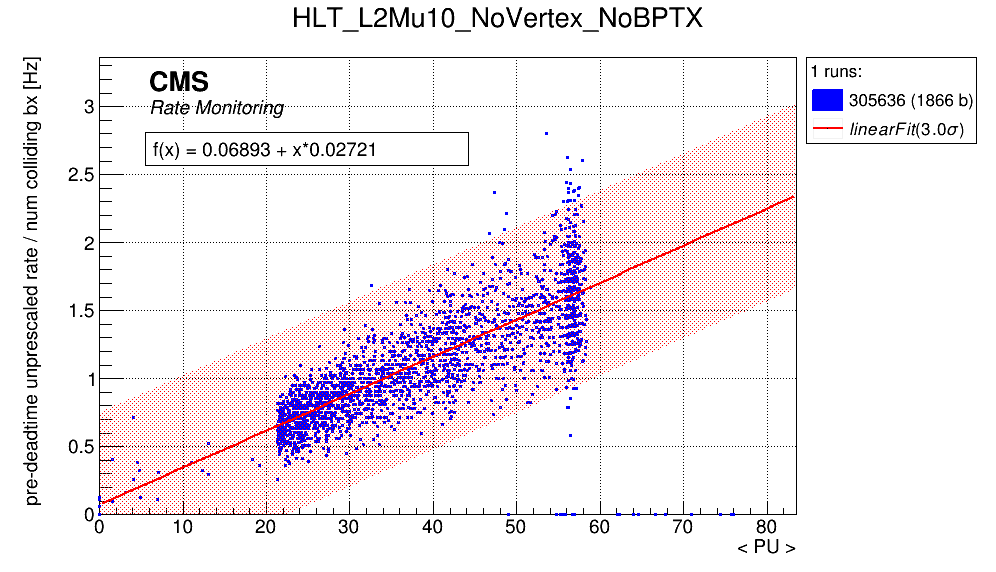 HLT_L2Mu10_NoVertex_NoBPTX
pre-deadtime unprescaled rate / num colliding bx [Hz]
CMS
Rate Monitoring
f(x) = 0.06893 + x*0.02721
3
2.5
2
1.5
1
0.5
0
0 10 20 30 40 50 60 70 80
< PU >
1 runs:
305636 (1866 b)
linearFit(3.0σ)